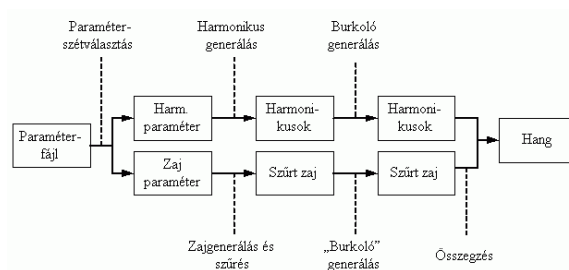 Paraméter-
szétválasztás
Harmonikus
generálás
Burkoló
generálás
Paraméter-
fájl
Harm.
paraméter
Harmoni-
kusok
Harmoni-
kusok
Hang
Zaj
paraméter
Szűrt zaj
Szűrt zaj
Zajgenerálás és
szűrés
„Burkoló”
generálás
Összegzés